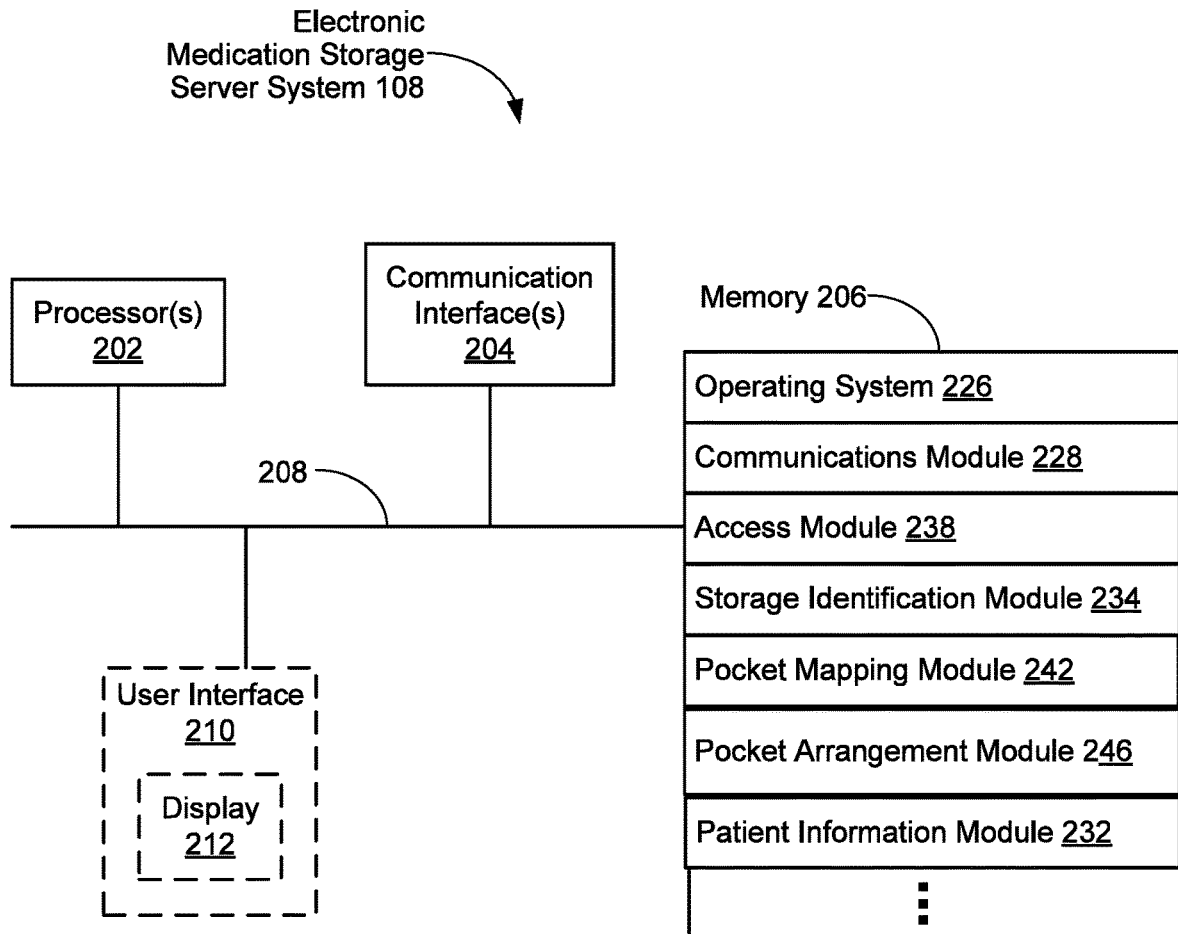 Electronic
Medication Storage
Server System 108
Processor(s)
202
Communication
Interface(s)
204
Memory 206
Operating System 226
Communications Module 228
208
Access Module 238
Storage Identification Module 234
Pocket Mapping Module 242
User Interface
210
Pocket Arrangement Module 246
Display
212
Patient Information Module 232